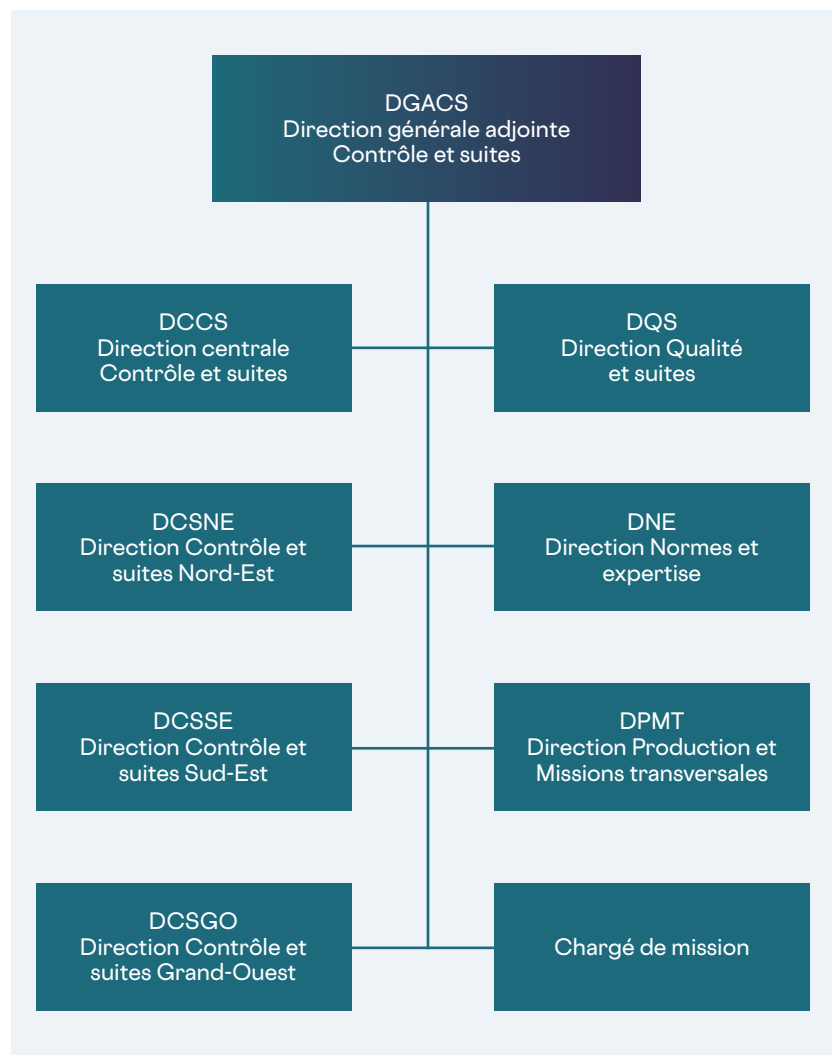 DGACS
Direction générale adjointe
Contrôle et suites
DCCS
Direction centrale
Contrôle et suites
DQS
Direction Qualité
et suites
DCSNE
Direction Contrôle et
suites Nord-Est
DNE
Direction Normes et
expertise
DCSSE
Direction Contrôle et
suites Sud-Est
DPMT
Direction Production et
Missions transversales
DCSGO
Direction Contrôle et
suites Grand-Ouest
Chargé de mission